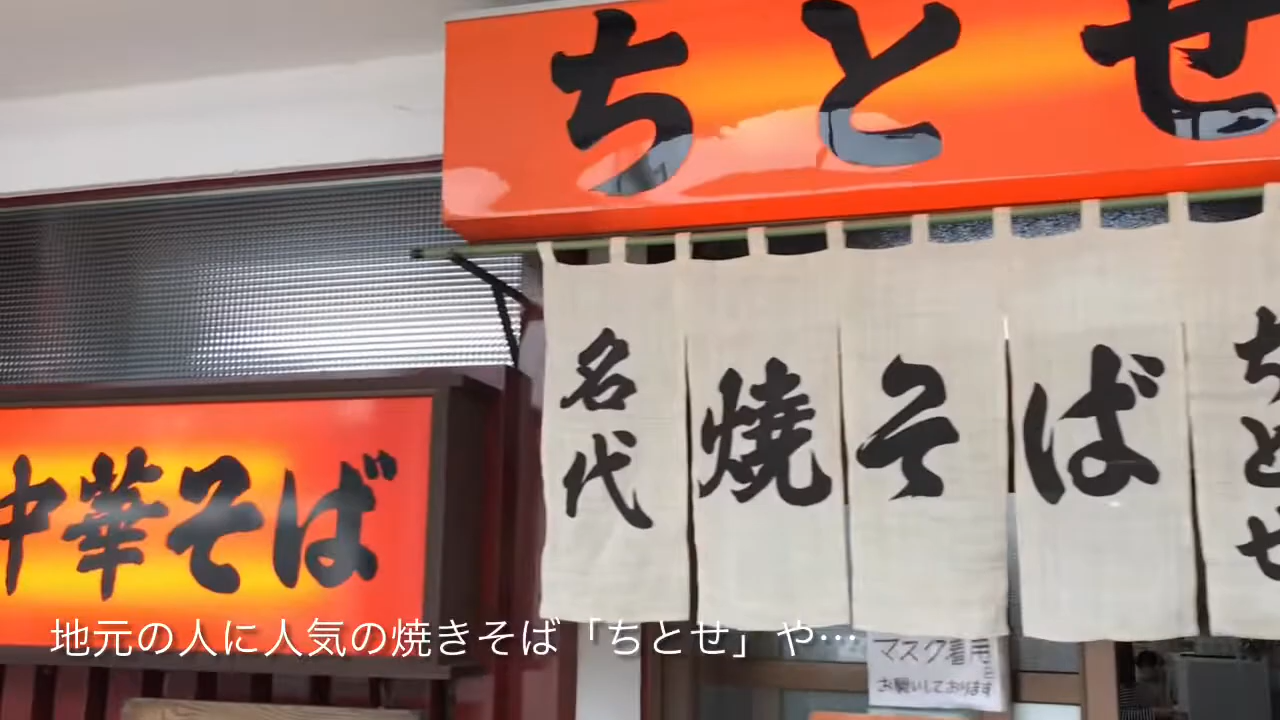 ちとせ
名代
焼そば
ちとせ
中華そば
地元の人に人気の焼きそば「ちとせ」や…
マスク着用
お願いしております